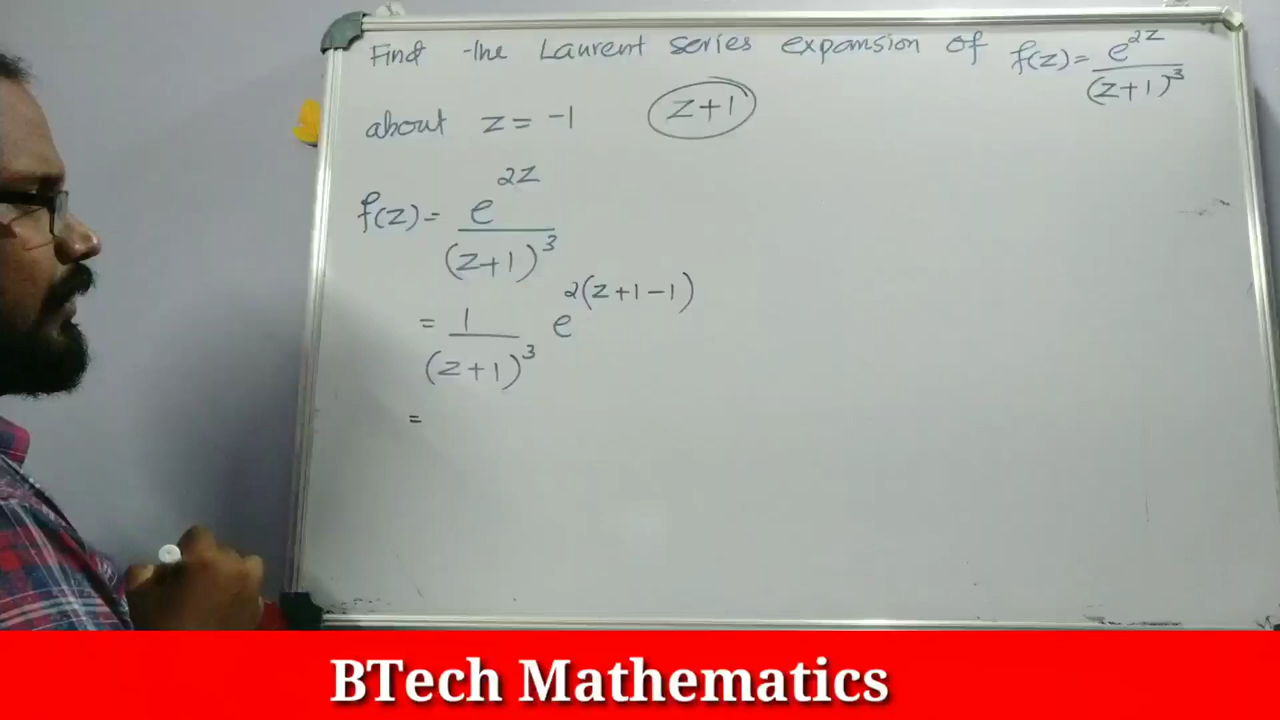 Find the Laurent series expansion of f(z)= e^2z/(z+1)^3
about z = -1 z+1
f(z)= e^2z/(z+1)^3
= 1/(z+1)^3 e^2(z+1-1)
=
BTech Mathematics